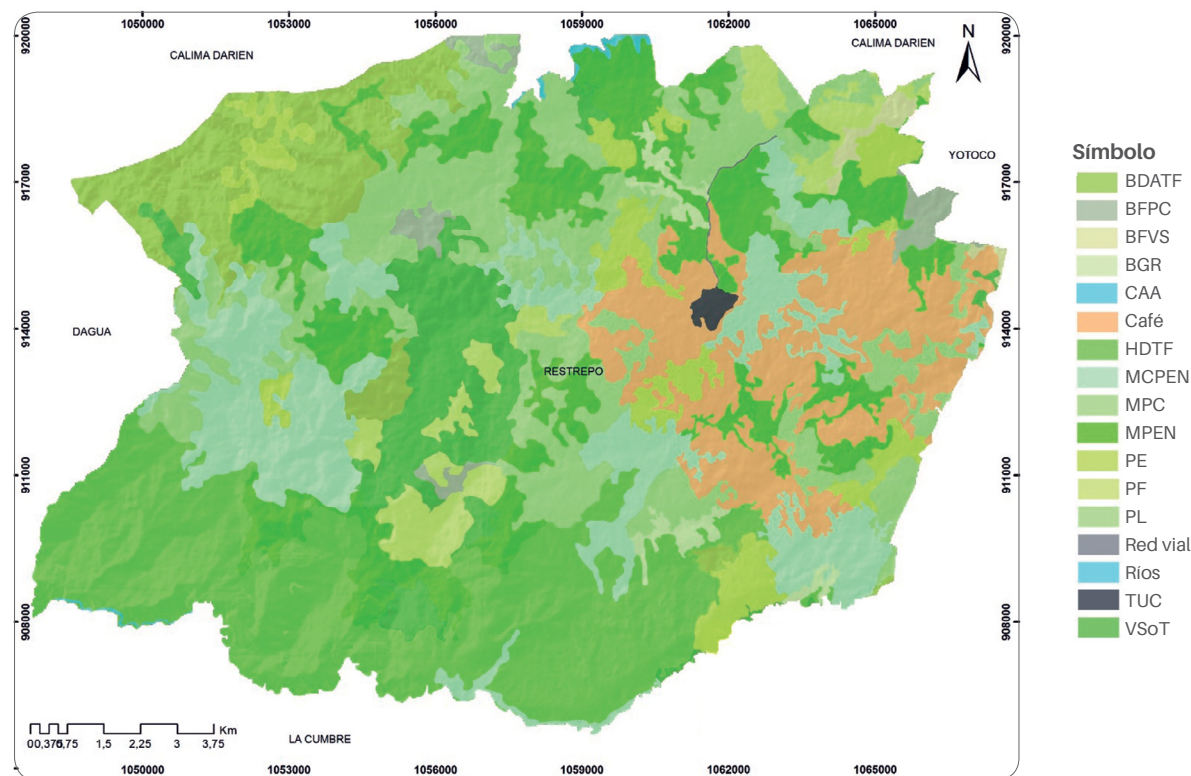 1050000 1053000 1056000 1059000 1062000 1065000
920000 920000
CALIMA DARIEN CALIMA DARIEN
N
YOTOCO
917000 917000
DAGUA
914000 914000
RESTREPO
911000 911000
908000 908000
Km
00,3750,75 1,5 2,25 3 3,75
LA CUMBRE
1050000 1053000 1056000 1059000 1062000 1065000
Símbolo
BDATF
BFPC
BFVS
BGR
CAA
Café
HDTF
MCPEN
MPC
MPEN
PE
PF
PL
Red vial
Ríos
TUC
VSoT